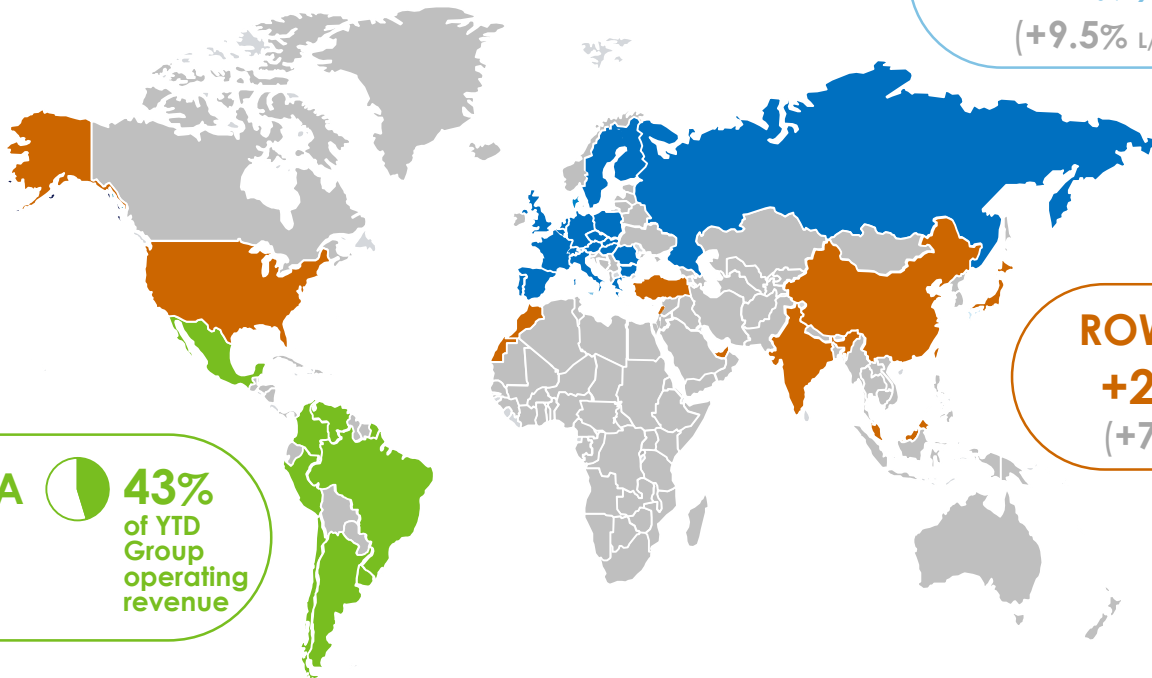 (+9.5% L/
ROW
+2
(+7
A
43%
of YTD
Group
operating
revenue